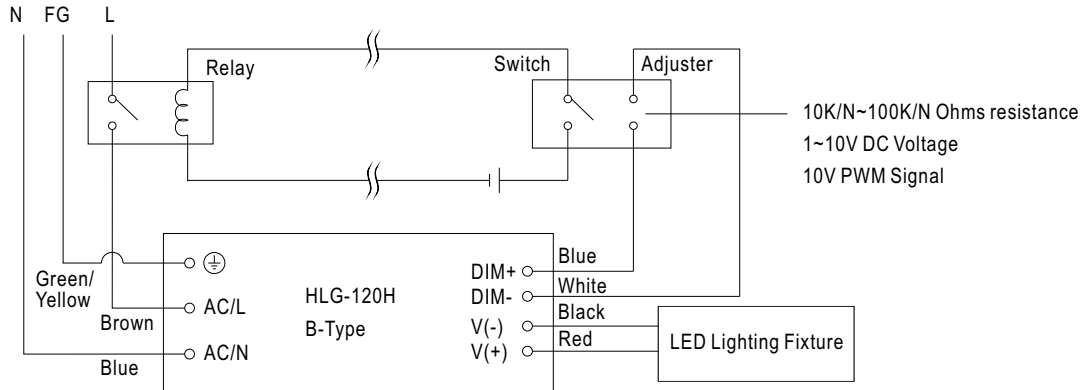 N FG L
Relay
Switch
Adjuster
10K/N~100K/N Ohms resistance
1~10V DC Voltage
10V PWM Signal
Green/
Yellow
Brown
Blue
AC/L
AC/N
HLG-120H
B-Type
DIM+
DIM-
V(-)
V(+)
Blue
White
Black
Red
LED Lighting Fixture